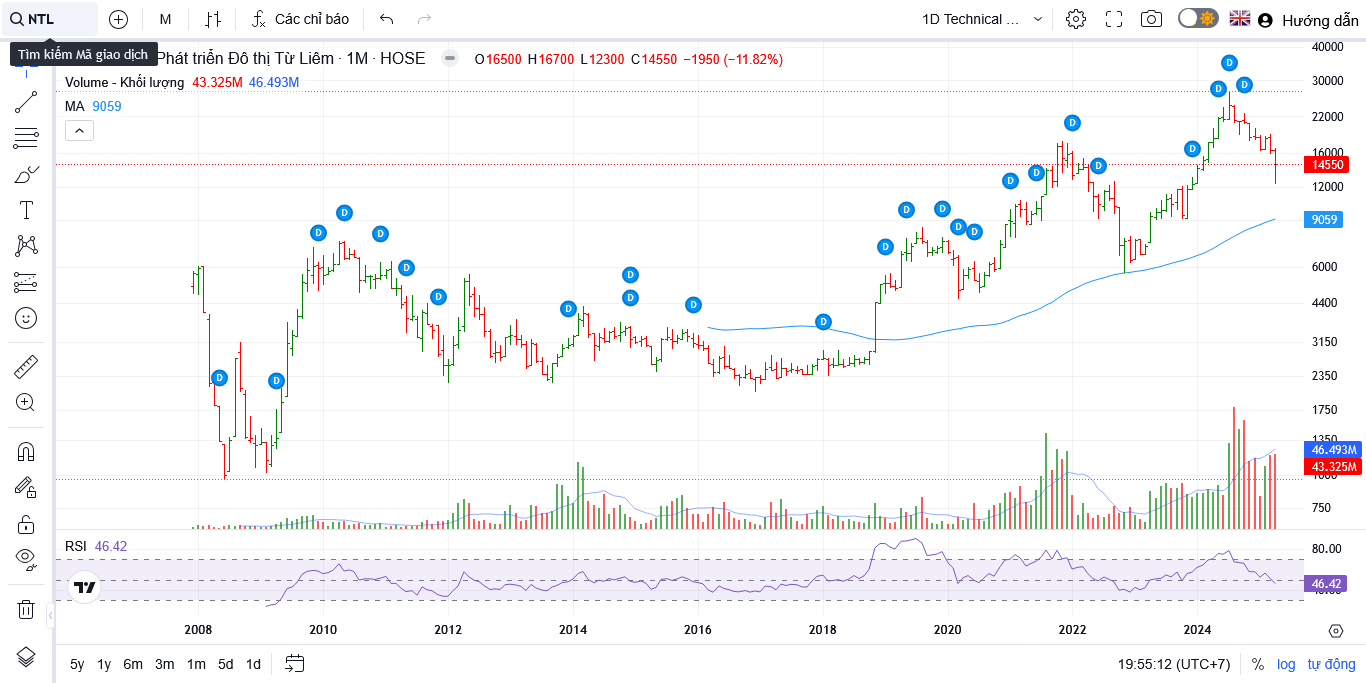 NTL
M
Các chỉ báo
1D Technical ...
Hướng dẫn
Tìm kiếm Mã giao dịch
Phát triển Đô thị Từ Liêm · 1M · HOSE
O16500 H16700 L12300 C14550 −1950 (−11.82%)
Volume - Khối lượng 43.325M 46.493M
MA 9059
40000
30000
22000
16000
14550
12000
9059
6000
4400
3150
2350
1750
1350
46.493M
43.325M
1000
750
D D D
D
D D
D
D D D D
D D
D D
D D D
D
D
D
D
D D
D
D D
RSI 46.42
80.00
46.42
2008 2010 2012 2014 2016 2018 2020 2022 2024
5y 1y 6m 3m 1m 5d 1d
19:55:12 (UTC+7) % log tự động